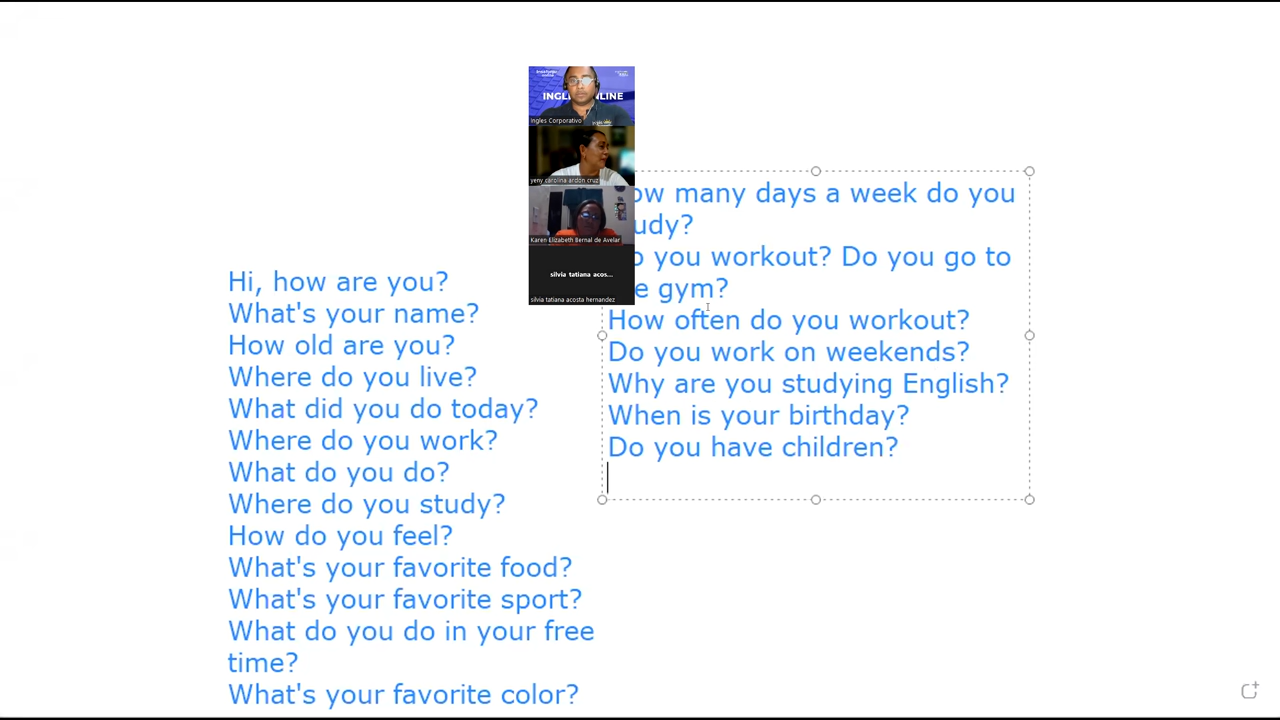 Hi, how are you?
What's your name?
How old are you?
Where do you live?
What did you do today?
Where do you work?
What do you do?
Where do you study?
How do you feel?
What's your favorite food?
What's your favorite sport?
What do you do in your free
time?
What's your favorite color?
Ingles Corporativo
yeny carolina ardon cruz
Karen Elizabeth Bernal de Avelar
silvia tatiana acos...
silvia tatiana acosta hernandez
many days a week do you
you workout? Do you go to
gym?
How often do you workout?
Do you work on weekends?
Why are you studying English?
When is your birthday?
Do you have children?